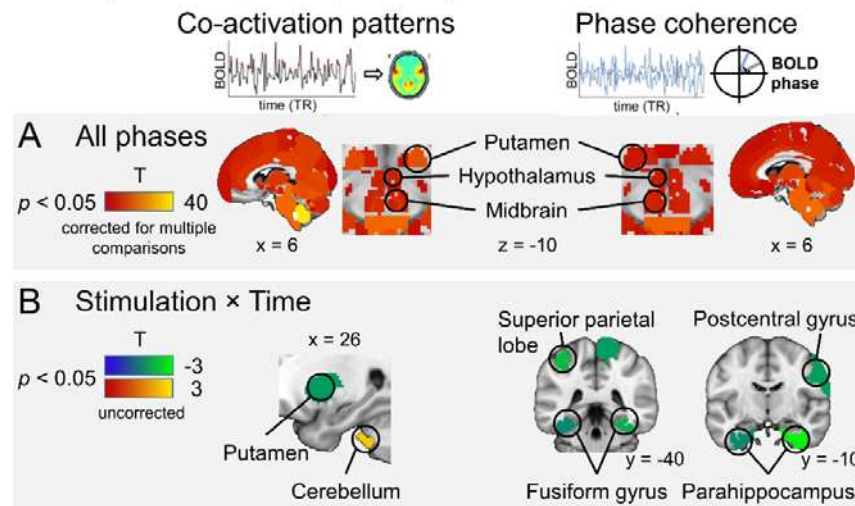 Co-activation patterns
Phase coherence
BOLD
time (TR)
BOLD
time (TR)
BOLD
phase
A All phases
Putamen
Hypothalamus
Midbrain
T
p < 0.05
40
corrected for multiple
comparisons
x = 6
z = -10
x = 6
B Stimulation × Time
T
-3
p < 0.05
3
uncorrected
x = 26
Putamen
Cerebellum
Superior parietal
lobe
Postcentral gyrus
y = -40
y = -10
Fusiform gyrus
Parahippocampus